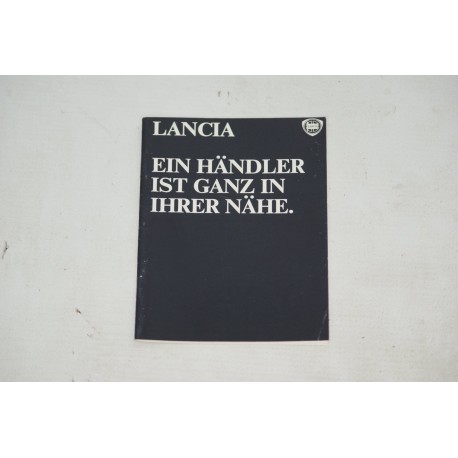 LANCIA
EIN HÄNDLER
IST GANZ IN
IHRER NÄHE.